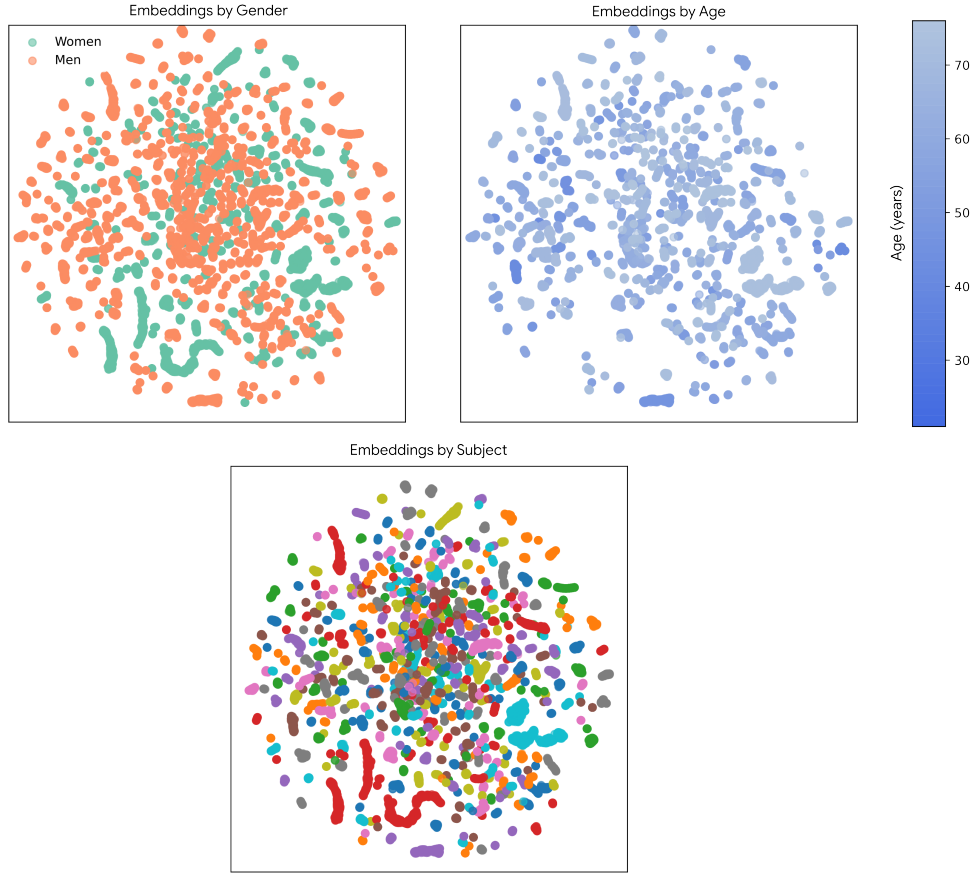 Embeddings by Gender
Women
Men
Embeddings by Age
70
60
50
40
30
Age (years)
Embeddings by Subject